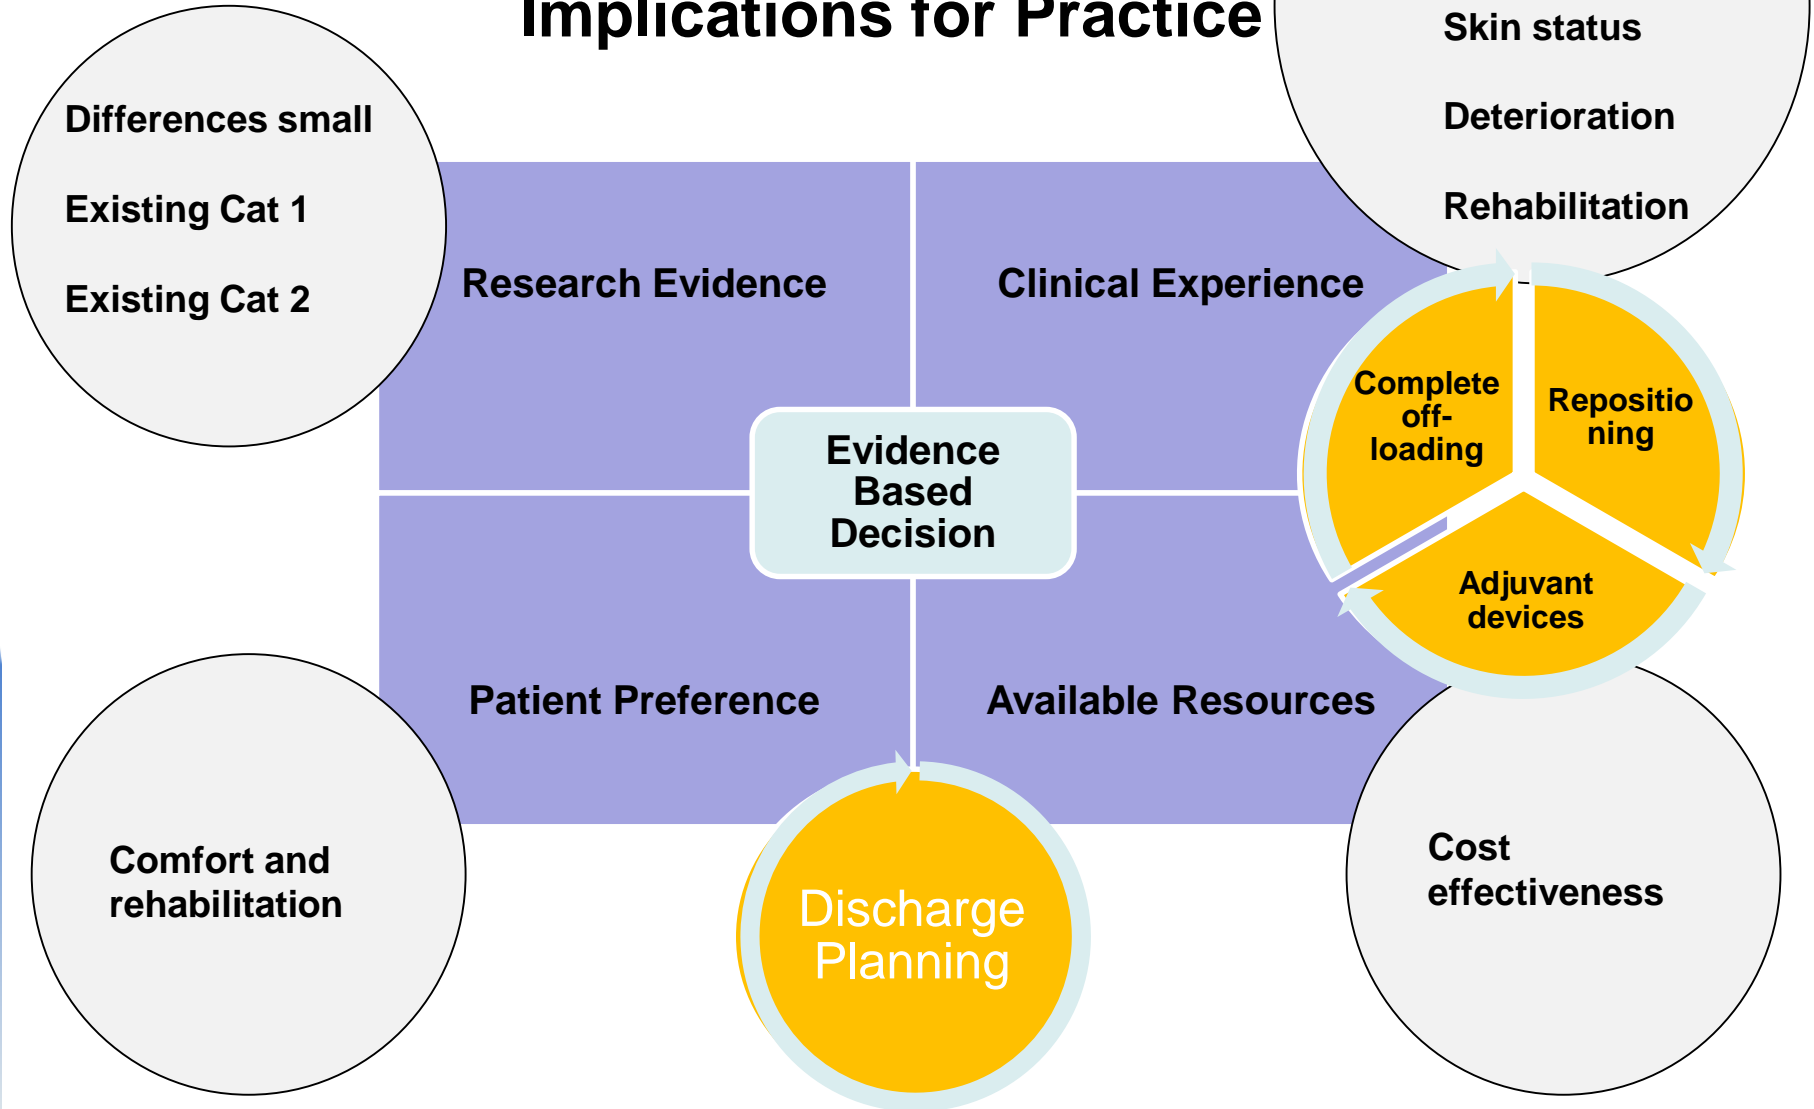 Implications for Practice
Skin status
Deterioration
Rehabilitation
Differences small
Existing Cat 1
Existing Cat 2
Research Evidence
Clinical Experience
Complete
off-
loading
Repositio
ning
Adjuvant
devices
Evidence
Based
Decision
Patient Preference
Available Resources
Comfort and
rehabilitation
Discharge
Planning
Cost
effectiveness